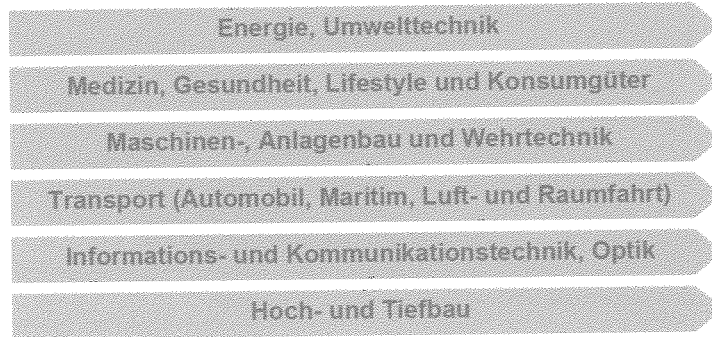 Energie, Umwelttechnik
Medizin, Gesundheit, Lifestyle und Konsumgüter
Maschinen-, Anlagenbau und Wehrtechnik
Transport (Automobil, Maritim, Luft- und Raumfahrt)
Informations- und Kommunikationstechnik, Optik
Hoch- und Tiefbau